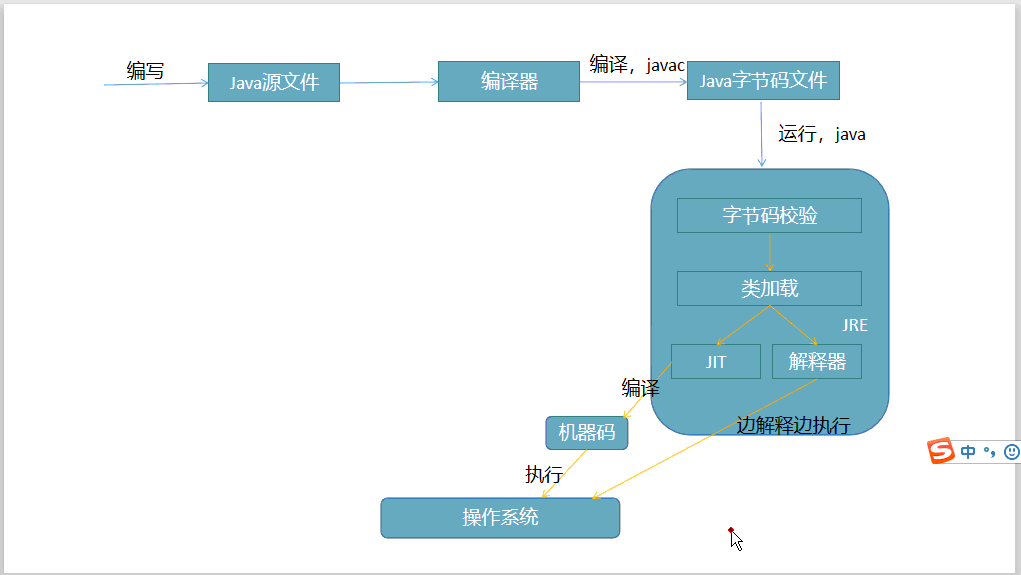 编写
Java源文件
编译器
编译，javac
Java字节码文件
运行，java
字节码校验
类加载
JRE
JIT
解释器
编译
机器码
边解释边执行
执行
操作系统
S
中